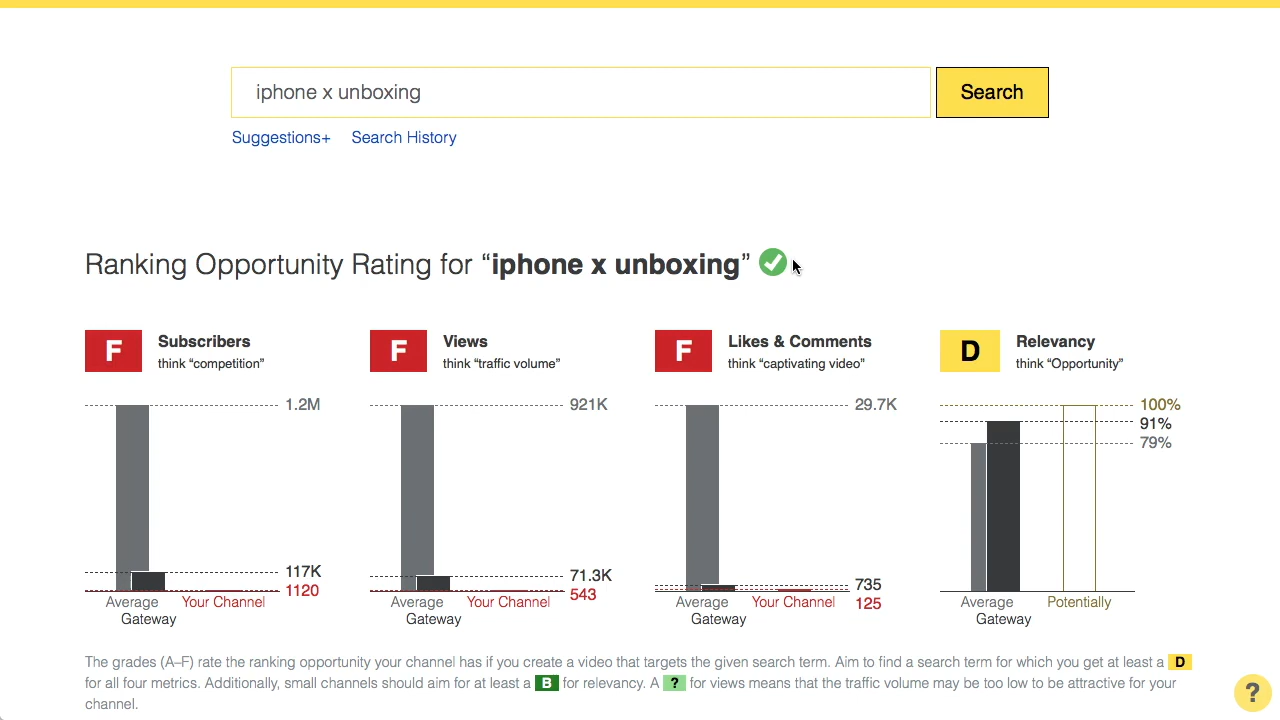 iphone x unboxing
Search
Suggestions+ Search History
Ranking Opportunity Rating for “iphone x unboxing”
F Subscribers
think “competition”
1.2M
117K
1120
Average Your Channel
Gateway
F Views
think “traffic volume”
921K
71.3K
543
Average Your Channel
Gateway
F Likes & Comments
think “captivating video”
29.7K
735
125
Average Your Channel
Gateway
D Relevancy
think “Opportunity”
100%
91%
79%
Average Potentially
Gateway
The grades (A–F) rate the ranking opportunity your channel has if you create a video that targets the given search term. Aim to find a search term for which you get at least a D
for all four metrics. Additionally, small channels should aim for at least a B for relevancy. A ? for views means that the traffic volume may be too low to be attractive for your
channel.
?